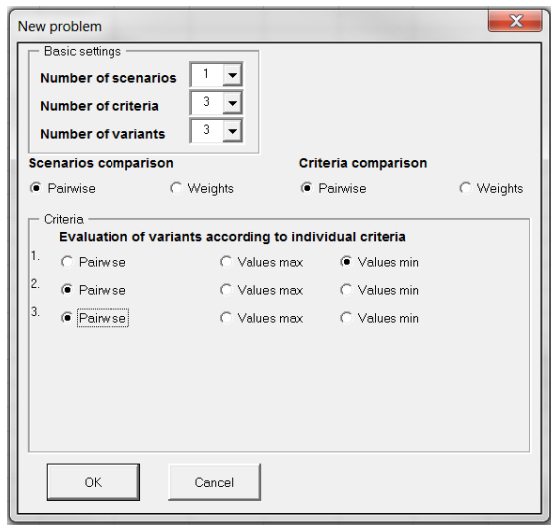 New problem
Basic settings
Number of scenarios 1
Number of criteria 3
Number of variants 3
Scenarios comparison Criteria comparison
Pairwise Weights Pairwise Weights
Criteria
Evaluation of variants according to individual criteria
1. Pairwse Values max Values min
2. Pairwse Values max Values min
3. Pairwse Values max Values min
OK Cancel